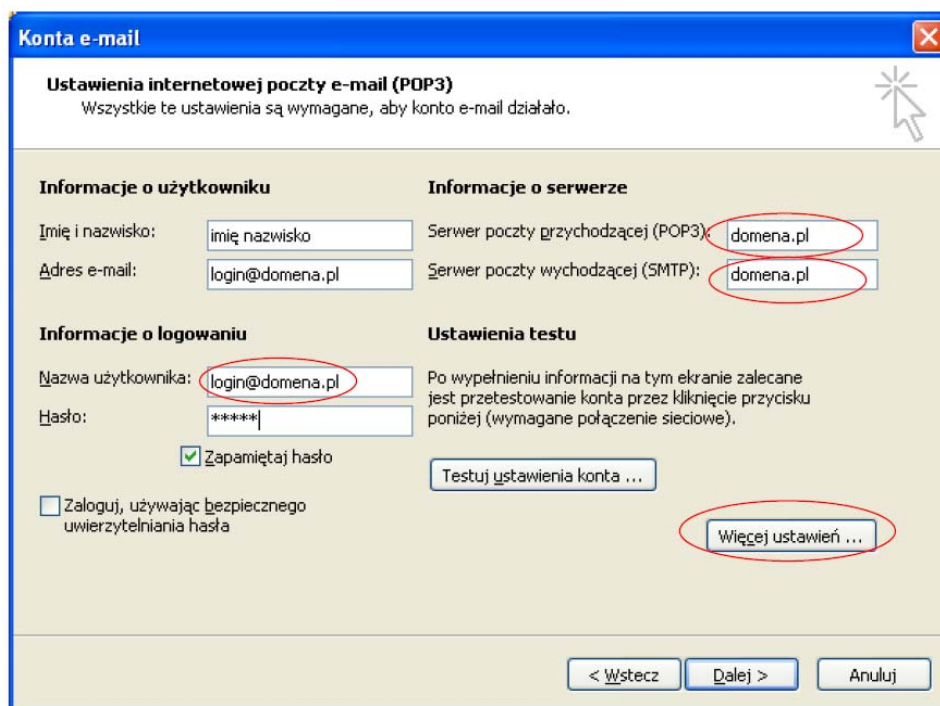 Konta e-mail
Ustawienia internetowej poczty e-mail (POP3)
Wszystkie te ustawienia są wymagane, aby konto e-mail działało.
Informacje o użytkowniku
Imię i nazwisko: imię nazwisko
Adres e-mail: login@domena.pl
Informacje o serwerze
Serwer poczty przychodzącej (POP3): domena.pl
Serwer poczty wychodzącej (SMTP): domena.pl
Informacje o logowaniu
Nazwa użytkownika: login@domena.pl
Hasło: *****
Zapamiętaj hasło
Zaloguj, używając bezpiecznego
uwierzytelniania hasła
Ustawienia testu
Po wypełnieniu informacji na tym ekranie zalecane
jest przetestowanie konta przez kliknięcie przycisku
poniżej (wymagane połączenie sieciowe).
Testuj ustawienia konta ...
Więcej ustawień ...
< Wstecz
Dalej >
Anuluj